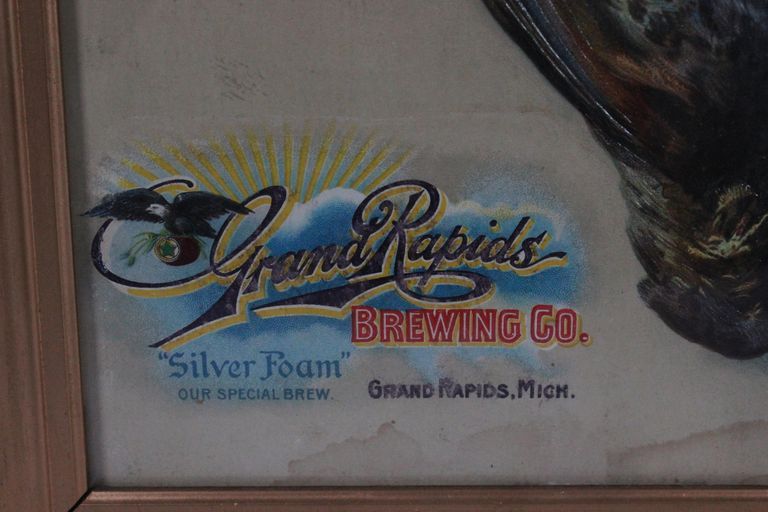 Grand Rapids
BREWING CO.
"Silver Foam"
OUR SPECIAL BREW.
GRAND RAPIDS, MICH.